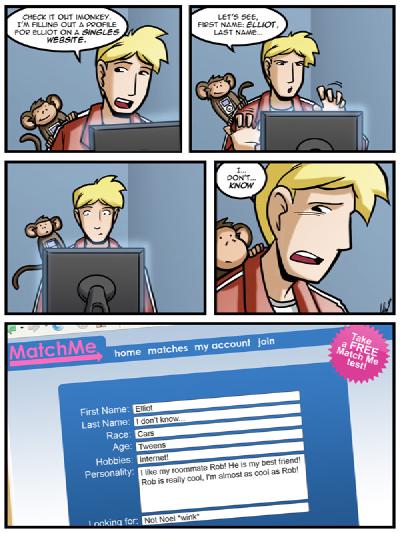 CHECK IT OUT IMONKEY.
I'M FILLING OUT A PROFILE
FOR ELLIOT ON A SINGLES
WEBSITE.
LET'S SEE,
FIRST NAME: ELLIOT,
LAST NAME...
I...
DON'T...
KNOW
MatchMe
home matches my account join
Take
a FREE
Match Me
test!
First Name: Elliot
Last Name: I don't know...
Race: Cars
Age: Tweens
Hobbies: Internet!
Personality: I like my roommate Rob! He is my best friend!
Rob is really cool, I'm almost as cool as Rob!
Looking for: Not Noel *wink*